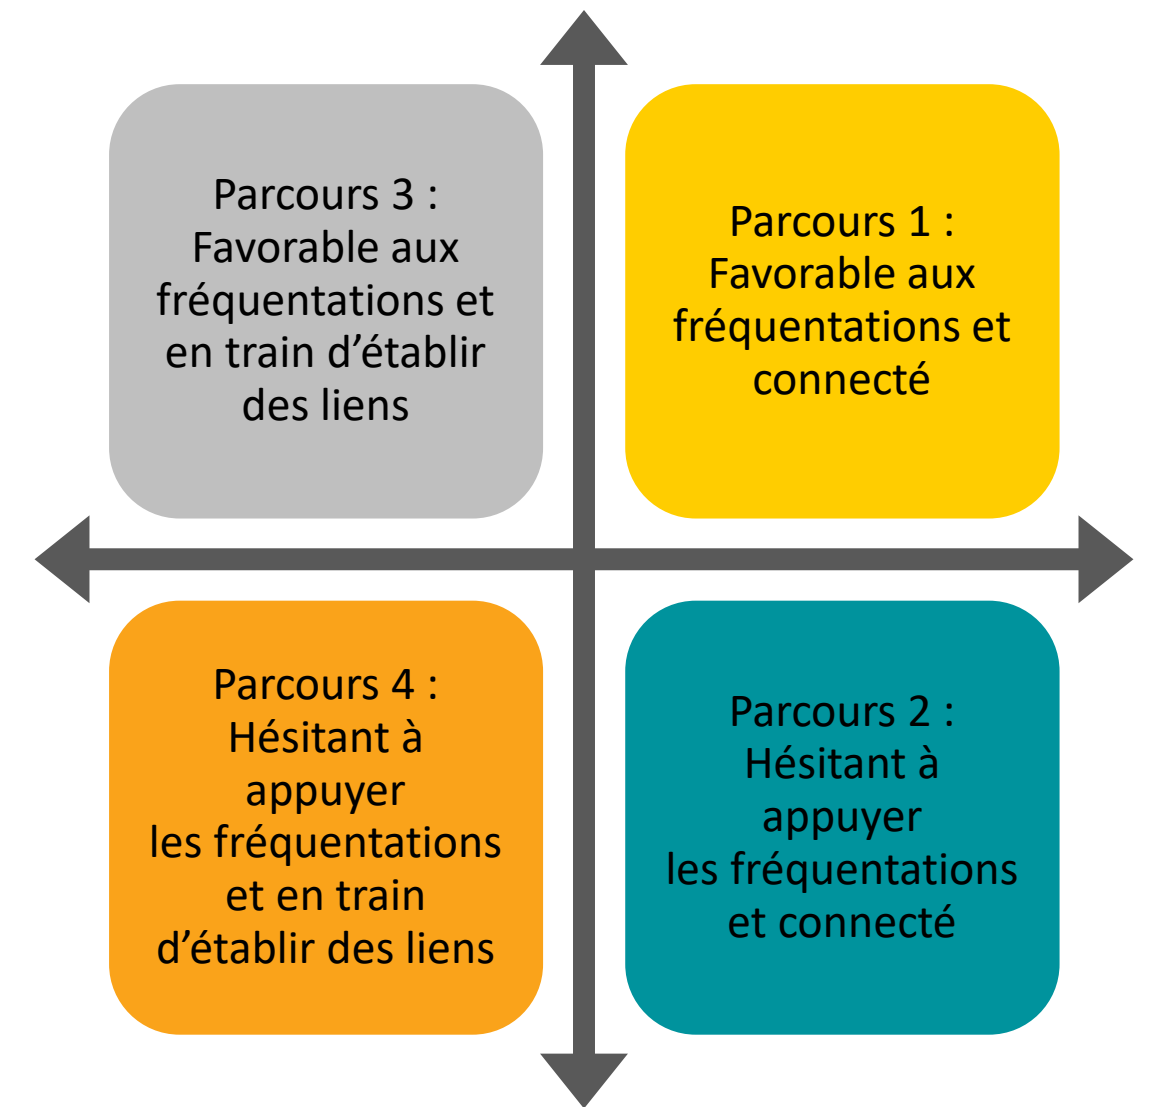 Parcours 3 :
Favorable aux
fréquentations et
en train d’établir
des liens
Parcours 1 :
Favorable aux
fréquentations et
connecté
Parcours 4 :
Hésitant à
appuyer
les fréquentations
et en train
d’établir des liens
Parcours 2 :
Hésitant à
appuyer
les fréquentations
et connecté